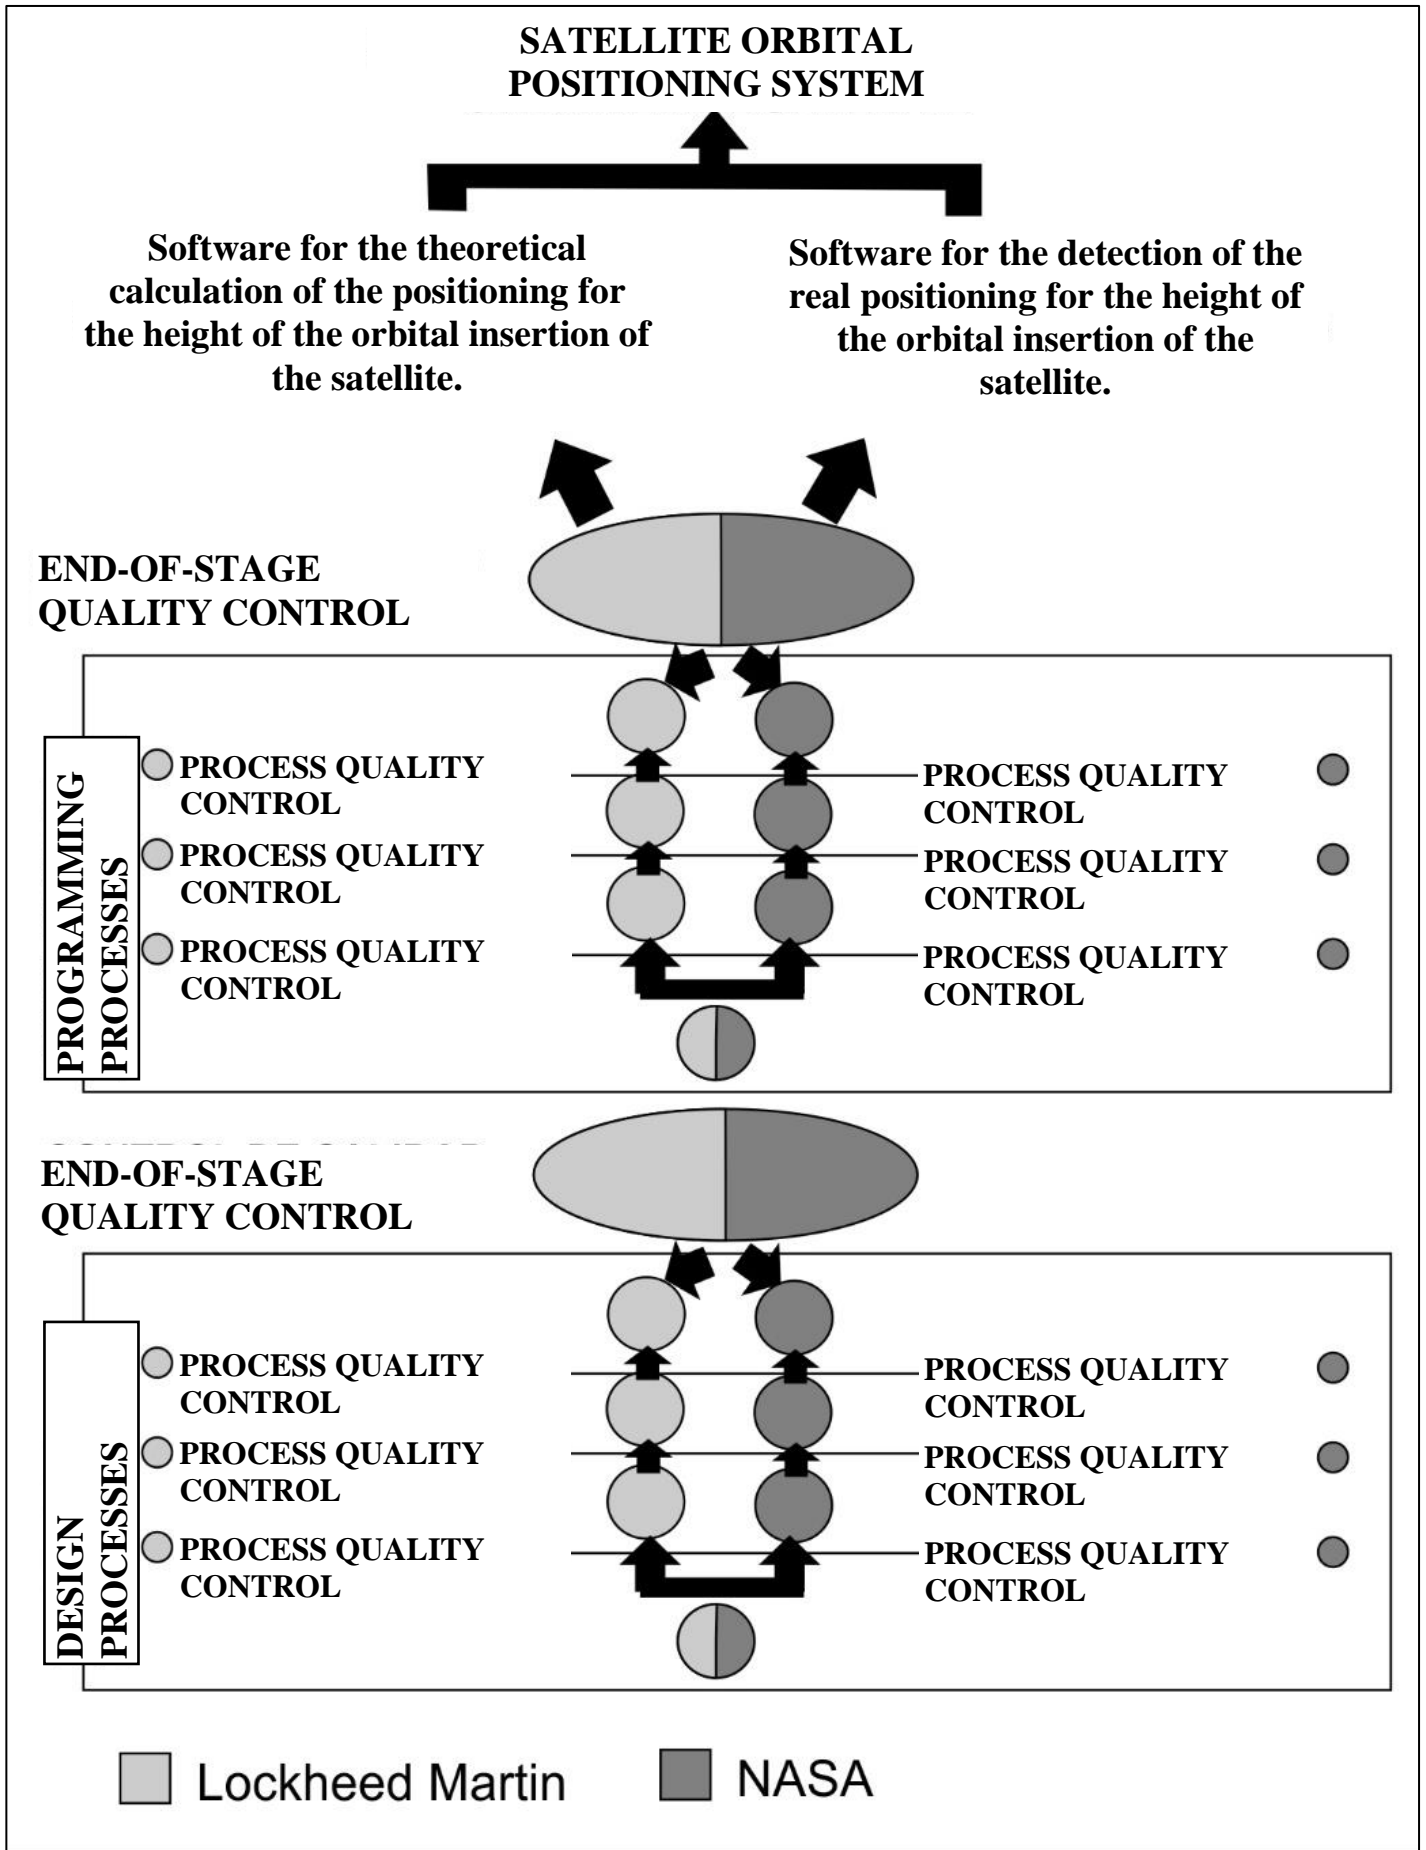 SATELLITE ORBITAL
POSITIONING SYSTEM
Software for the theoretical
calculation of the positioning for
the height of the orbital insertion of
the satellite.
Software for the detection of the
real positioning for the height of
the orbital insertion of the
satellite.
END-OF-STAGE
QUALITY CONTROL
PROGRAMMING
PROCESSES
PROCESS QUALITY
CONTROL
PROCESS QUALITY
CONTROL
PROCESS QUALITY
CONTROL
PROCESS QUALITY
CONTROL
PROCESS QUALITY
CONTROL
PROCESS QUALITY
CONTROL
END-OF-STAGE
QUALITY CONTROL
DESIGN
PROCESSES
PROCESS QUALITY
CONTROL
PROCESS QUALITY
CONTROL
PROCESS QUALITY
CONTROL
PROCESS QUALITY
CONTROL
PROCESS QUALITY
CONTROL
PROCESS QUALITY
CONTROL
Lockheed Martin
NASA